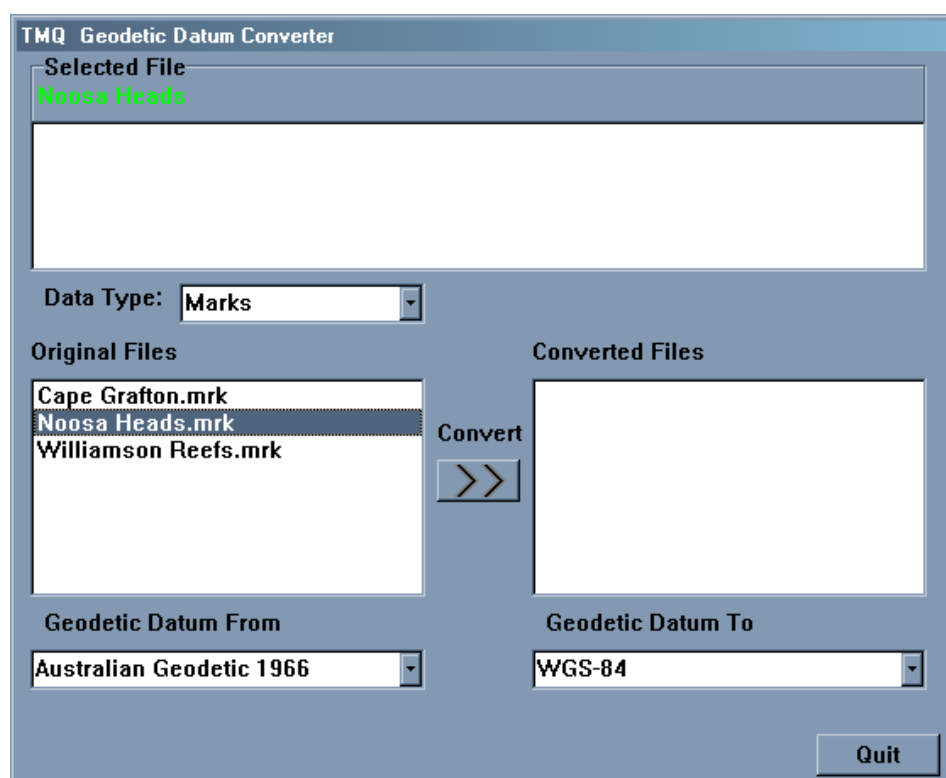 TMQ Geodetic Datum Converter
Selected File
Noosa Heads
Data Type: Marks
Original Files
Converted Files
Cape Grafton.mrk
Noosa Heads.mrk
Williamson Reefs.mrk
Convert
>>
Geodetic Datum From
Geodetic Datum To
Australian Geodetic 1966
WGS-84
Quit